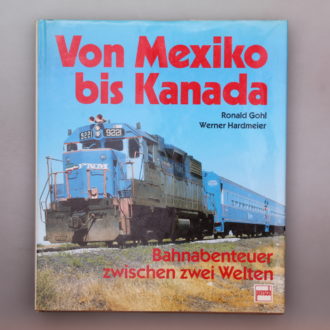 Von Mexiko
bis Kanada
Ronald Gohl
Werner Hardmeier
Bahnabenteuer
zwischen zwei Welten